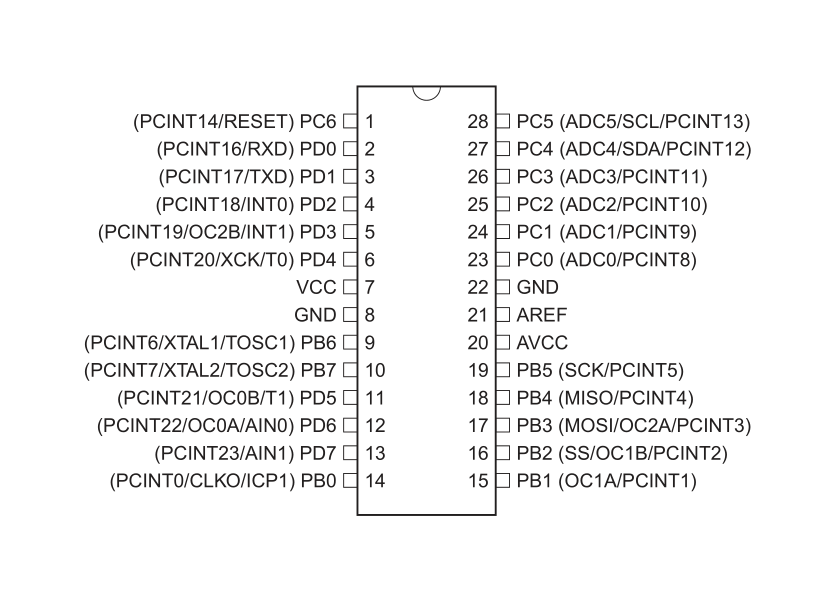 (PCINT14/RESET) PC6 1 28 PC5 (ADC5/SCL/PCINT13)
(PCINT16/RXD) PD0 2 27 PC4 (ADC4/SDA/PCINT12)
(PCINT17/TXD) PD1 3 26 PC3 (ADC3/PCINT11)
(PCINT18/INT0) PD2 4 25 PC2 (ADC2/PCINT10)
(PCINT19/OC2B/INT1) PD3 5 24 PC1 (ADC1/PCINT9)
(PCINT20/XCK/T0) PD4 6 23 PC0 (ADC0/PCINT8)
VCC 7 22 GND
GND 8 21 AREF
(PCINT6/XTAL1/TOSC1) PB6 9 20 AVCC
(PCINT7/XTAL2/TOSC2) PB7 10 19 PB5 (SCK/PCINT5)
(PCINT21/OC0B/T1) PD5 11 18 PB4 (MISO/PCINT4)
(PCINT22/OC0A/AIN0) PD6 12 17 PB3 (MOSI/OC2A/PCINT3)
(PCINT23/AIN1) PD7 13 16 PB2 (SS/OC1B/PCINT2)
(PCINT0/CLKO/ICP1) PB0 14 15 PB1 (OC1A/PCINT1)